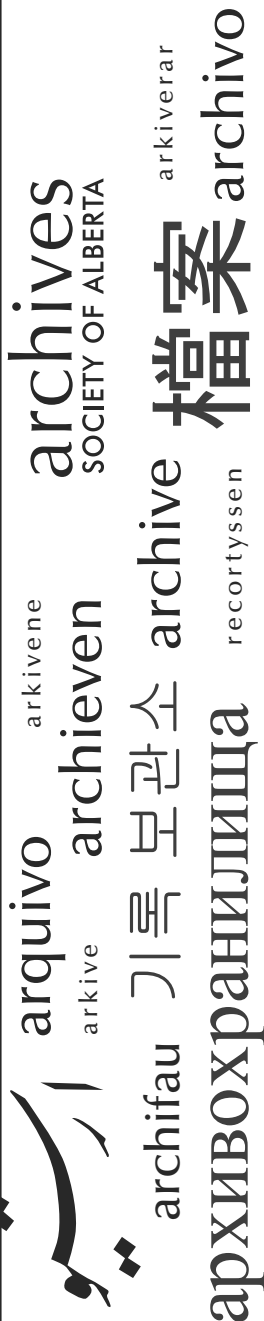 arquivo arkivene archives
arkive archieven SOCIETY OF ALBERTA
archifau 기록 보관소 archive 檔案 arkiverar
архивохранилища recortyssen archivo